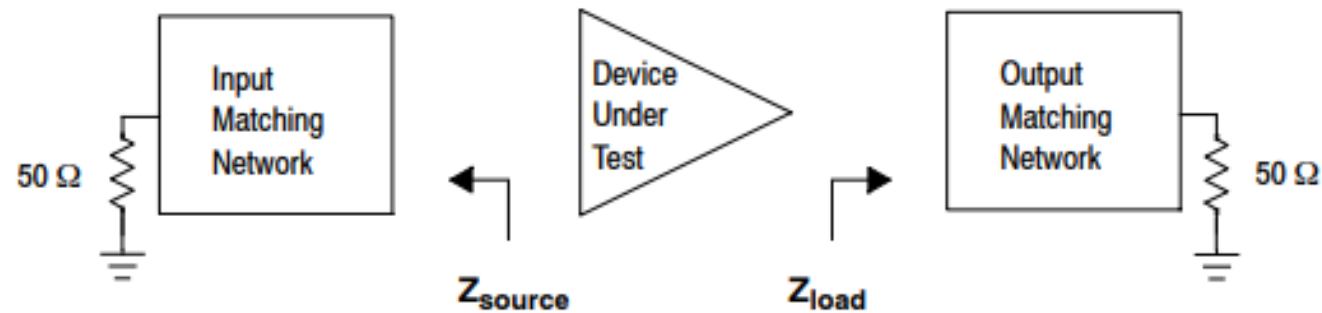 Input
Matching
Network
50 Ω
Device
Under
Test
Output
Matching
Network
50 Ω
Zsource
Zload